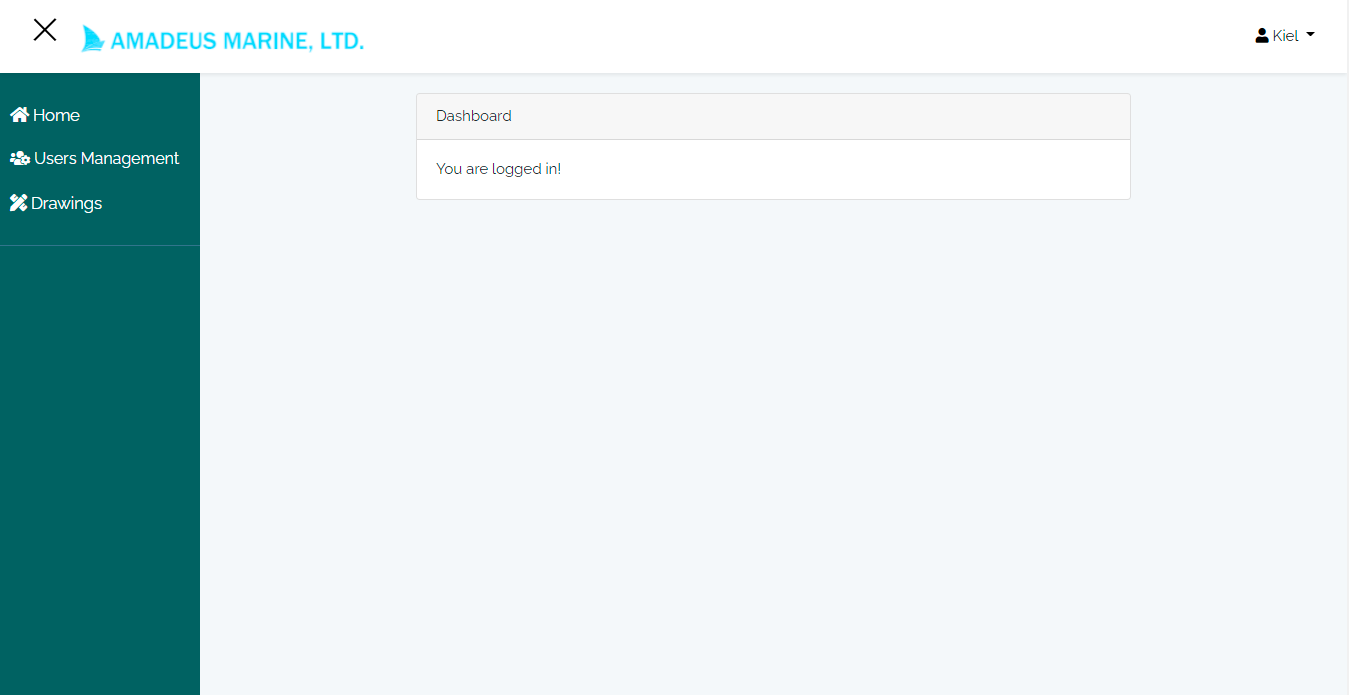 AMADEUS MARINE, LTD.
Kiel
Home
Users Management
Drawings
Dashboard
You are logged in!